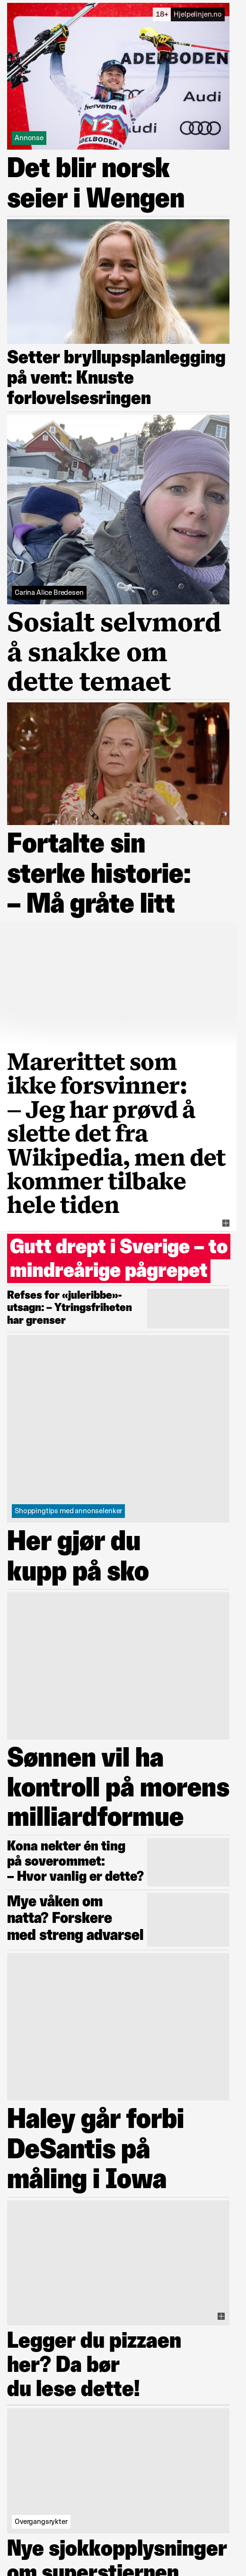 18+ Hjelpelinjen.no
ADELBODEN
Audi
Audi
helvetia
12
Annonse
Det blir norsk
seier i Wengen
Setter bryllupsplanlegging
på vent: Knuste
forlovelsesringen
Carina Alice Bredesen
Sosialt selvmord
å snakke om
dette temaet
Fortalte sin
sterke historie:
– Må gråte litt
Marerittet som
ikke forsvinner:
– Jeg har prøvd å
slette det fra
Wikipedia, men det
kommer tilbake
hele tiden
Gutt drept i Sverige – to
mindreårige pågrepet
Refses for «juleribbe»-
utsagn: – Ytringsfriheten
har grenser
Shoppingtips med annonselenker
Her gjør du
kupp på sko
Sønnen vil ha
kontroll på morens
milliardformue
Kona nekter én ting
på soverommet:
– Hvor vanlig er dette?
Mye våken om
natta? Forskere
med streng advarsel
Haley går forbi
DeSantis på
måling i Iowa
Legger du pizzaen
her? Da bør
du lese dette!
Overgangsrykter
Nye sjokkopplysninger
om superstjernen